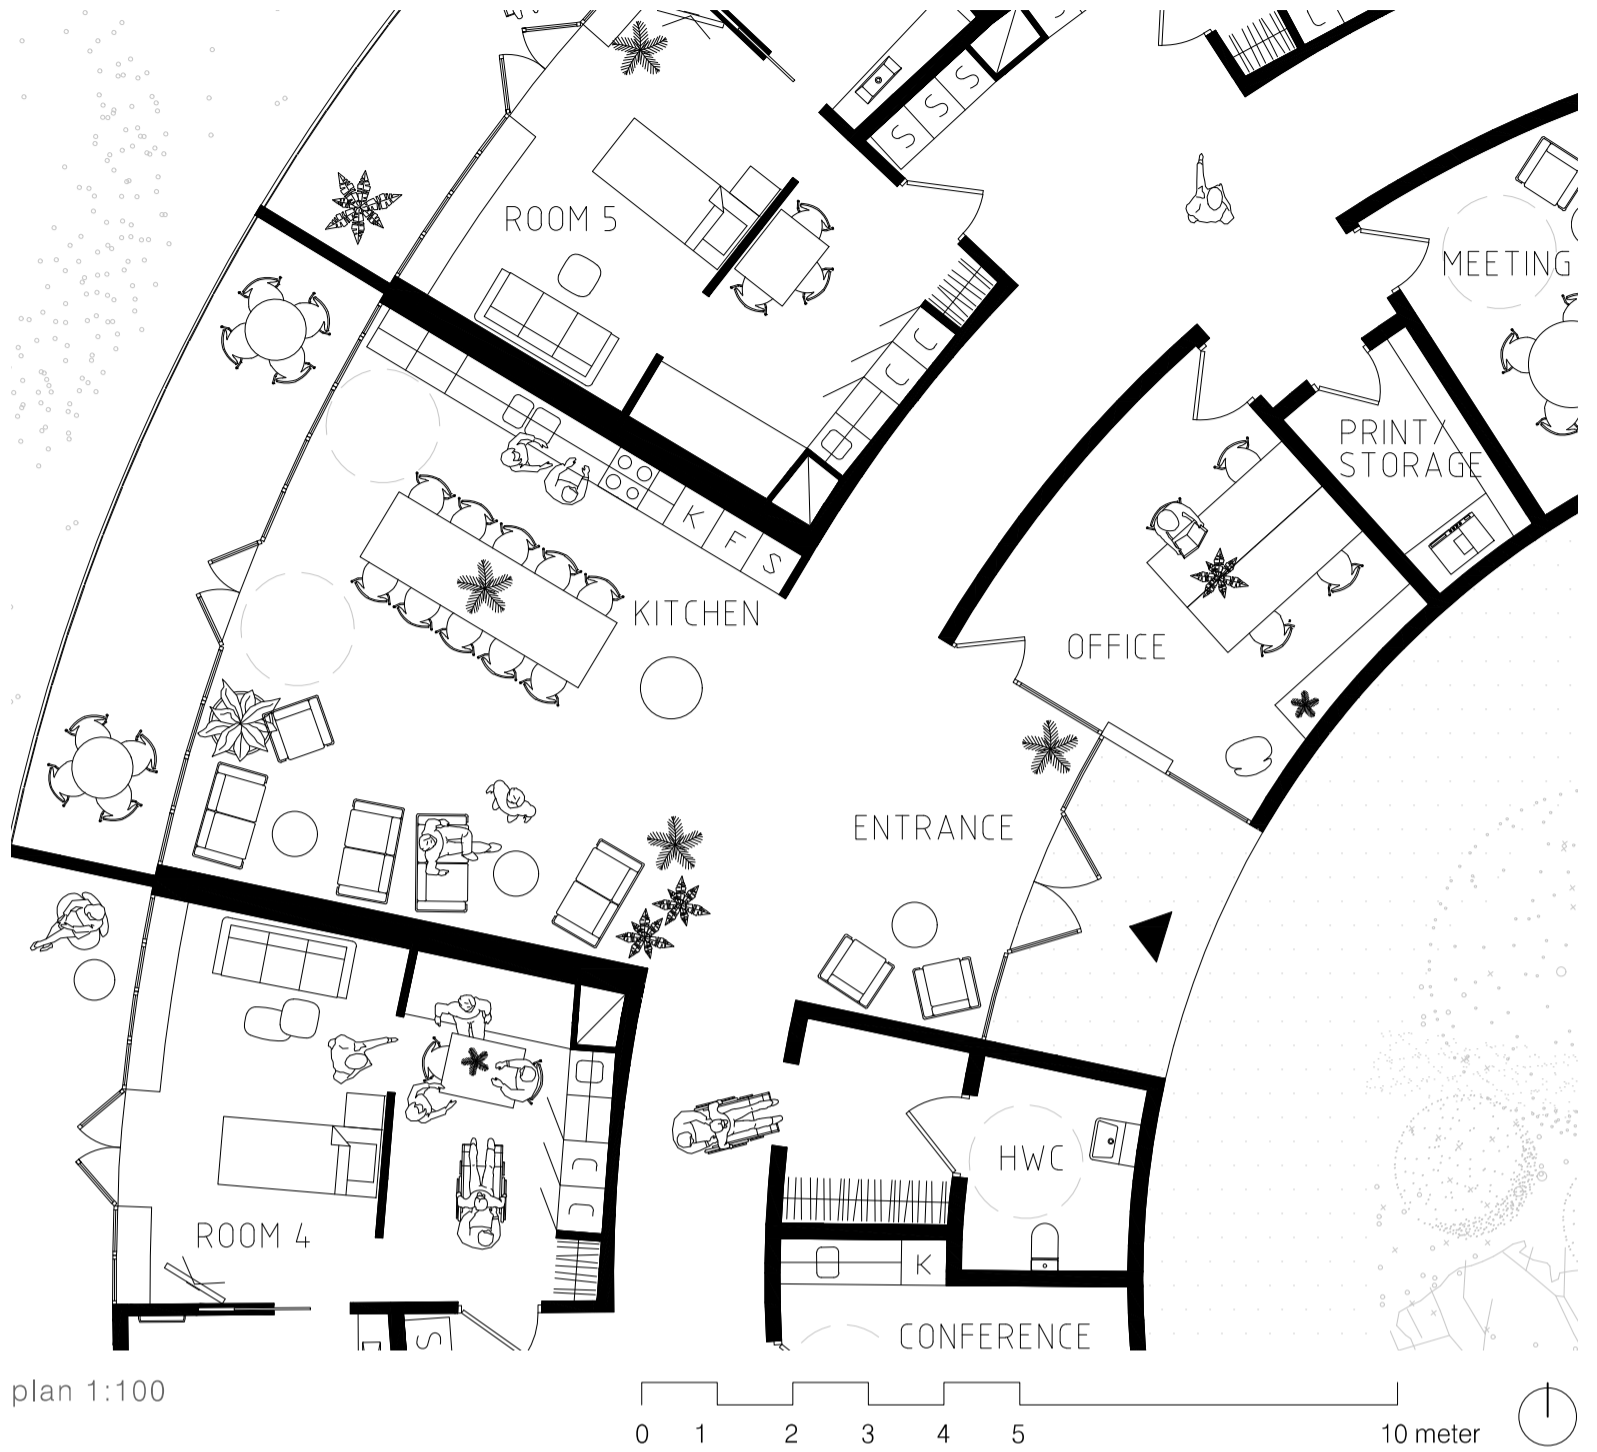 S
C
S
S
S
ROOM 5
MEETING
C
C
PRINT/
STORAGE
K
F
S
KITCHEN
OFFICE
ENTRANCE
HWC
C
C
ROOM 4
K
CONFERENCE
S
plan 1:100
0 1 2 3 4 5 10 meter